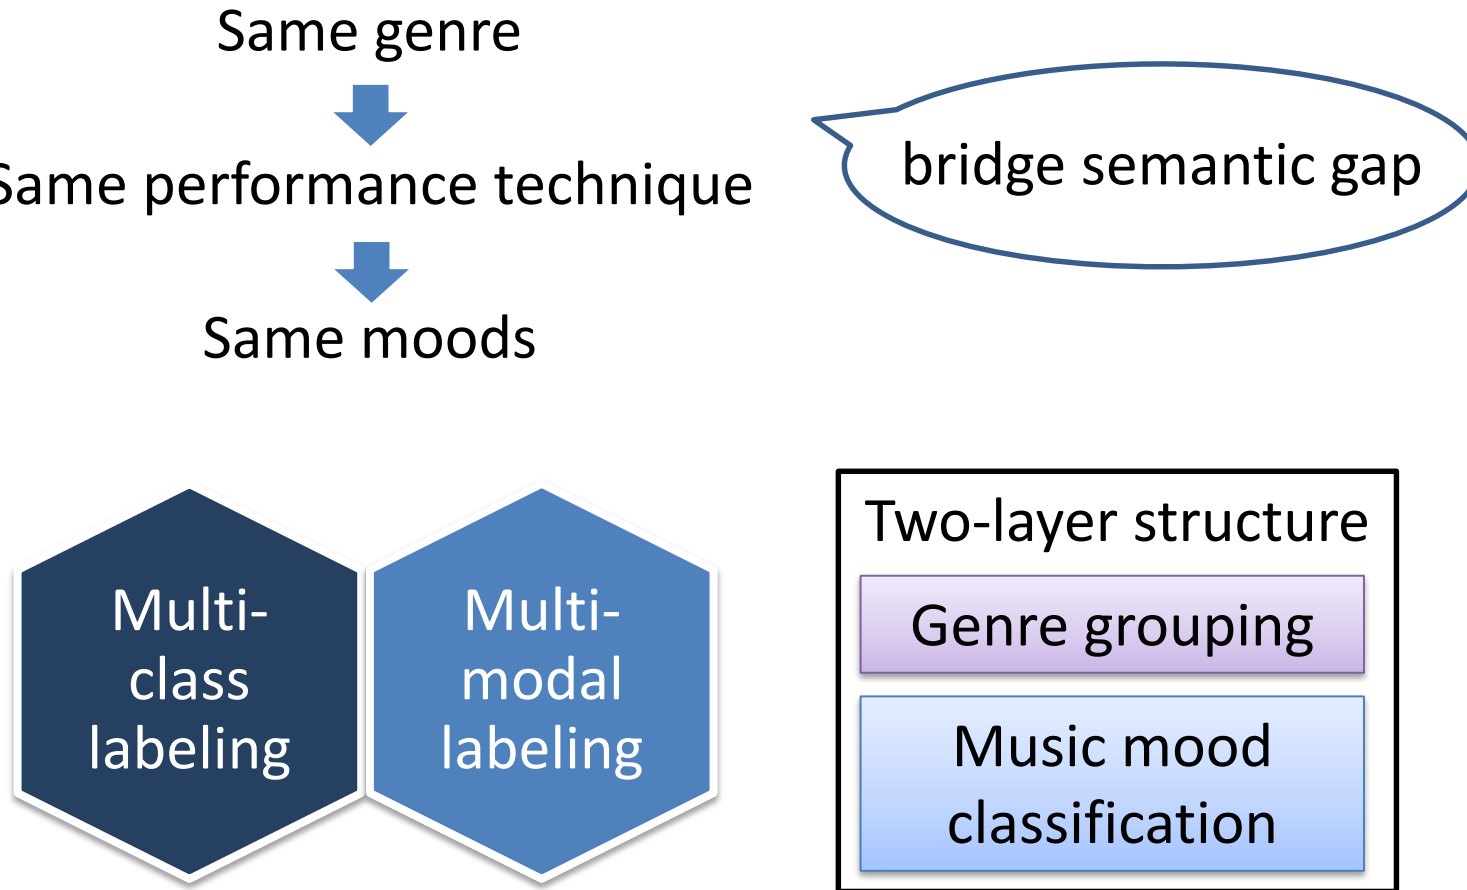 Same genre
Same performance technique
Same moods
bridge semantic gap
Multi-
class
labeling
Multi-
modal
labeling
Two-layer structure
Genre grouping
Music mood
classification